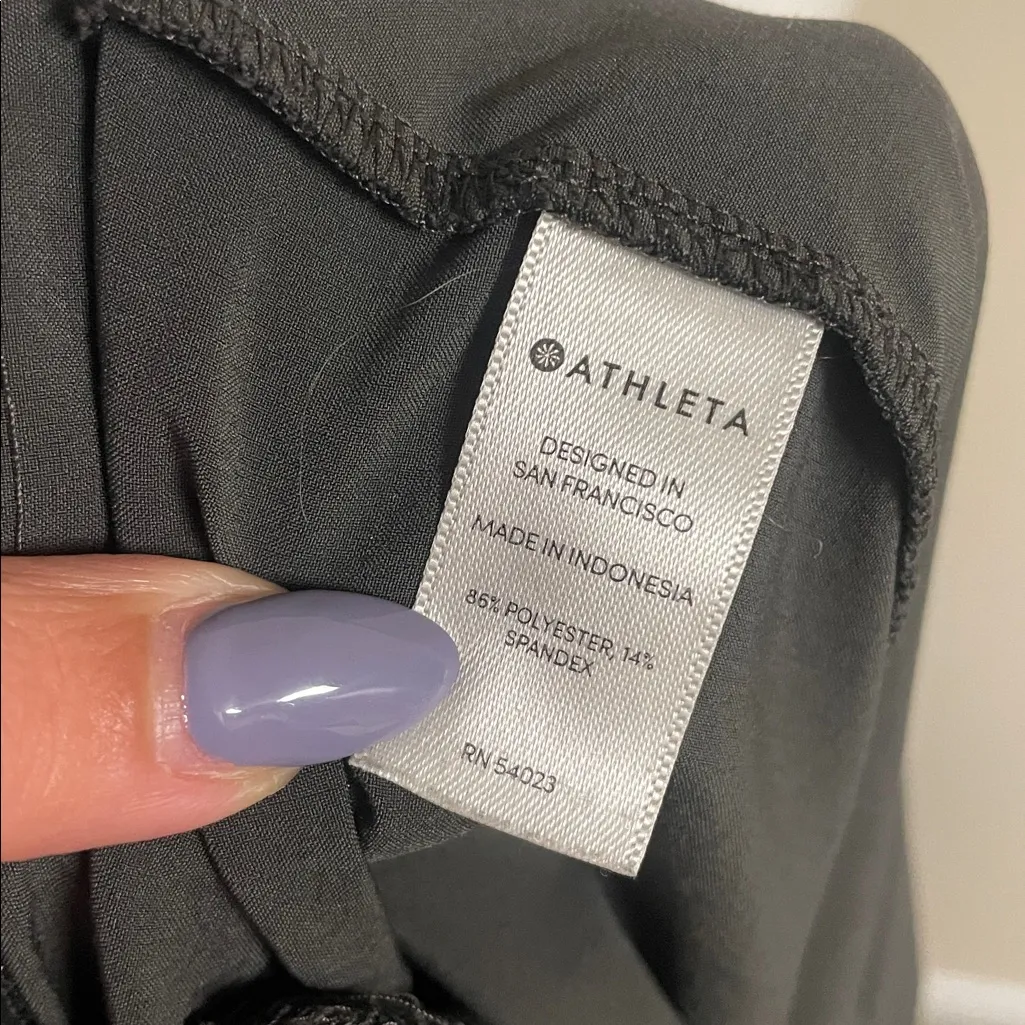 ATHLETA
DESIGNED IN
SAN FRANCISCO
MADE IN INDONESIA
86% POLYESTER, 14%
SPANDEX
RN 54023